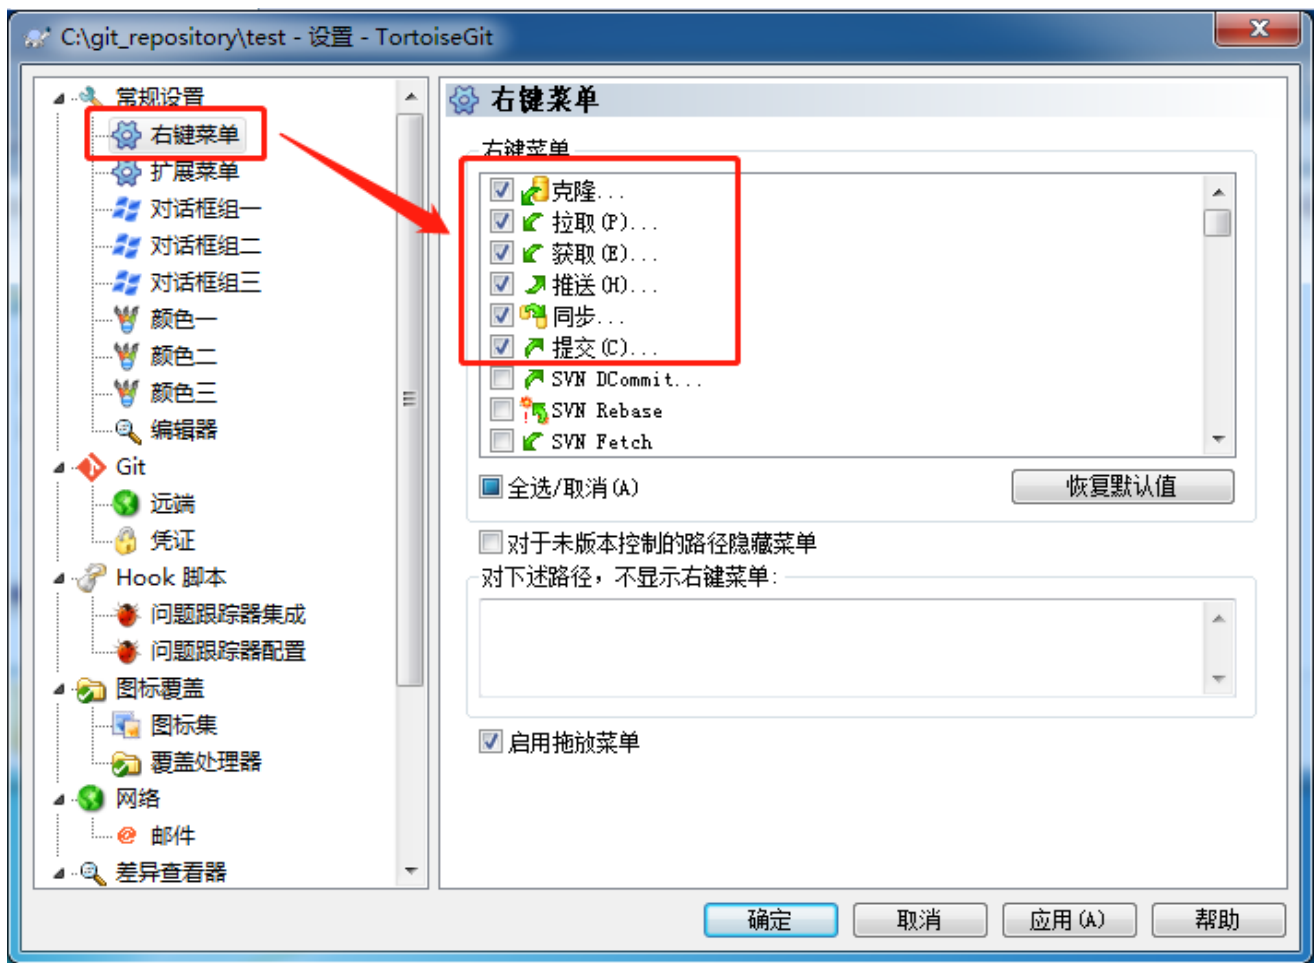 C:\git_repository\test - 设置 - TortoiseGit
常规设置
右键菜单
扩展菜单
对话框组一
对话框组二
对话框组三
颜色一
颜色二
颜色三
编辑器
Git
远端
凭证
Hook 脚本
问题跟踪器集成
问题跟踪器配置
图标覆盖
图标集
覆盖处理器
网络
邮件
差异查看器
右键菜单
右键菜单
克隆...
拉取(P)...
获取(E)...
推送(H)...
同步...
提交(C)...
SVN DCommit...
SVN Rebase
SVN Fetch
全选/取消(A)
恢复默认值
对于未版本控制的路径隐藏菜单
对下述路径，不显示右键菜单:
启用拖放菜单
确定
取消
应用(A)
帮助